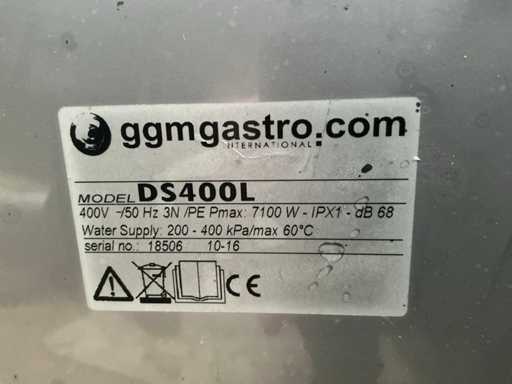 ggmgastro.com
INTERNATIONAL
MODEL DS400L
400V ~/50 Hz 3N /PE Pmax: 7100 W - IPX1 - dB 68
Water Supply: 200 - 400 kPa/max 60°C
serial no.: 18506 10-16
CE